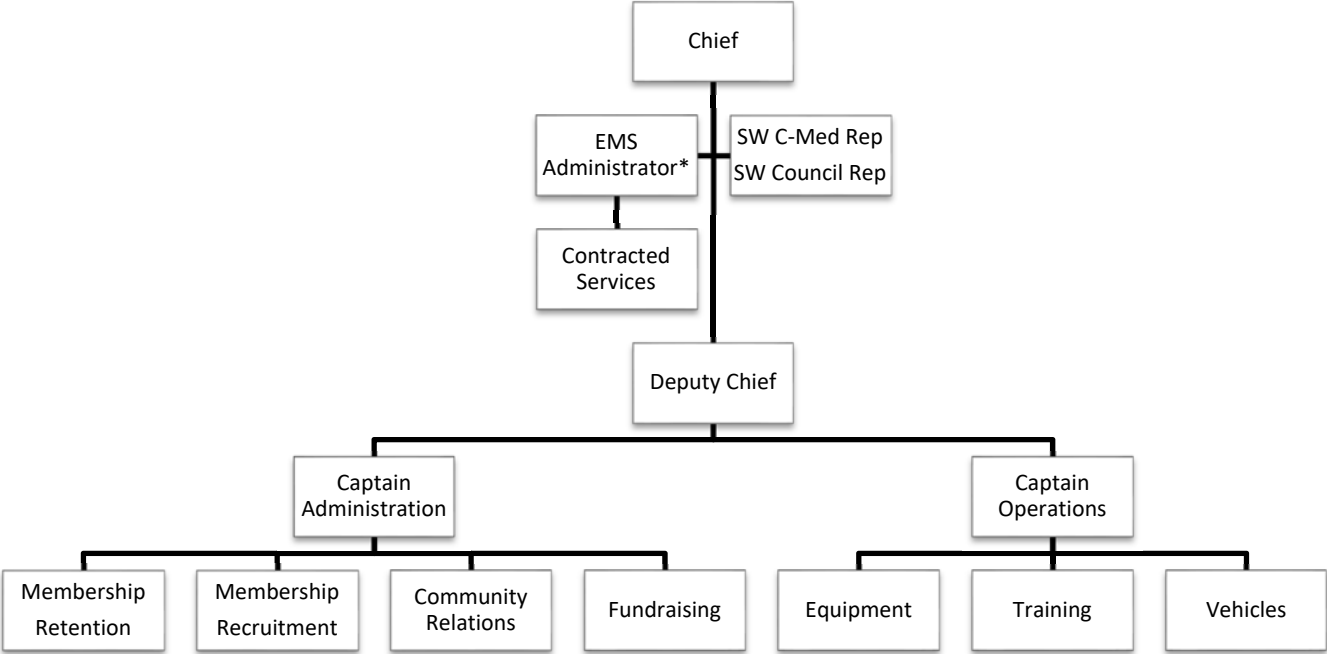 Chief
EMS
Administrator*
SW C-Med Rep
SW Council Rep
Contracted
Services
Deputy Chief
Captain
Administration
Captain
Operations
Membership
Retention
Membership
Recruitment
Community
Relations
Fundraising
Equipment
Training
Vehicles